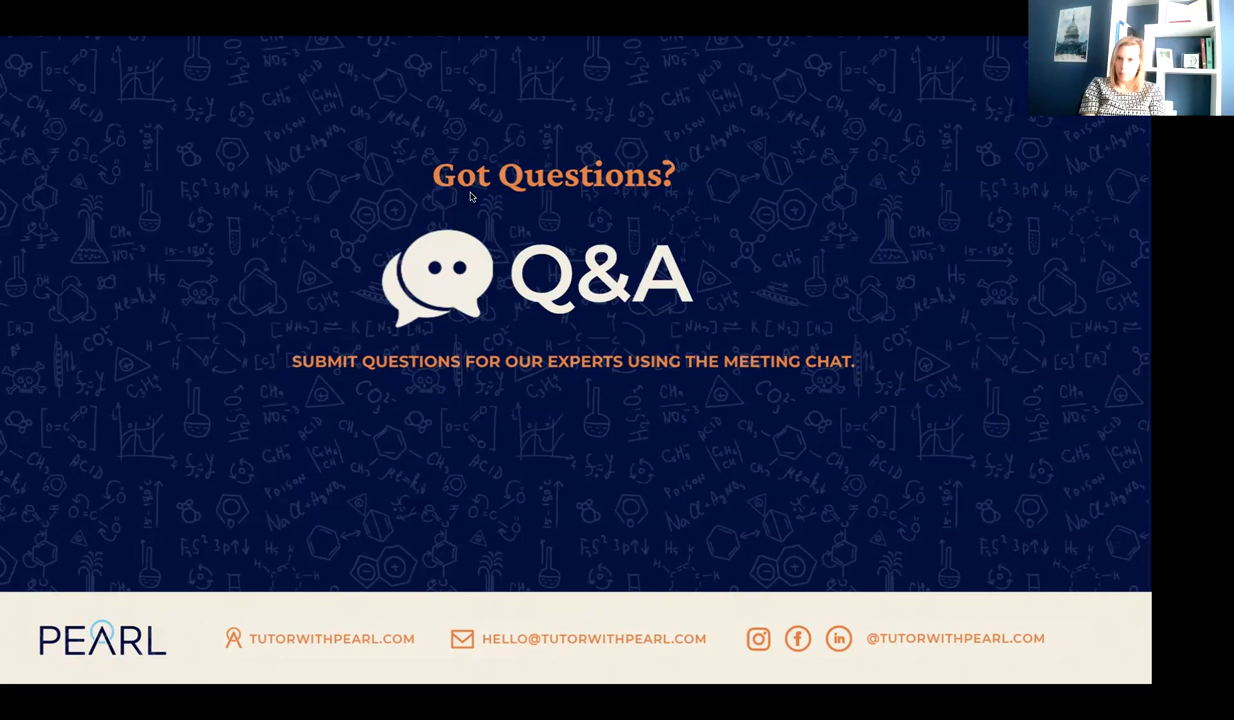 Got Questions?
Q&A
SUBMIT QUESTIONS FOR OUR EXPERTS USING THE MEETING CHAT.
PEARL
TUTORWITHPEARL.COM
HELLO@TUTORWITHPEARL.COM
@TUTORWITHPEARL.COM